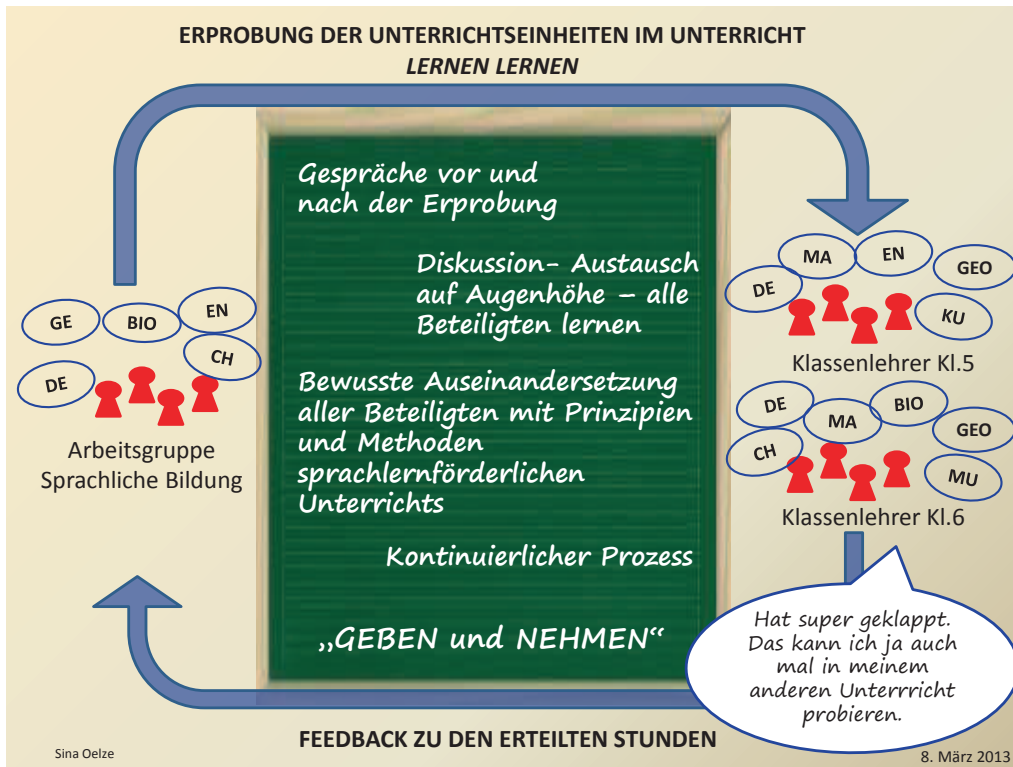 ERPROBUNG DER UNTERRICHTSEINHEITEN IM UNTERRICHT
LERNEN LERNEN
Gespräche vor und
nach der Erprobung
Diskussion- Austausch
auf Augenhöhe – alle
Beteiligten lernen
Bewusste Auseinandersetzung
aller Beteiligten mit Prinzipien
und Methoden
sprachlernförderlichen
Unterrichts
Kontinuierlicher Prozess
„GEBEN und NEHMEN“
GE
BIO
EN
CH
DE
Arbeitsgruppe
Sprachliche Bildung
MA
EN
GEO
DE
KU
Klassenlehrer Kl.5
DE
BIO
MA
GEO
CH
MU
Klassenlehrer Kl.6
Hat super geklappt.
Das kann ich ja auch
mal in meinem
anderen Unterrricht
probieren.
FEEDBACK ZU DEN ERTEILTEN STUNDEN
Sina Oelze
8. März 2013